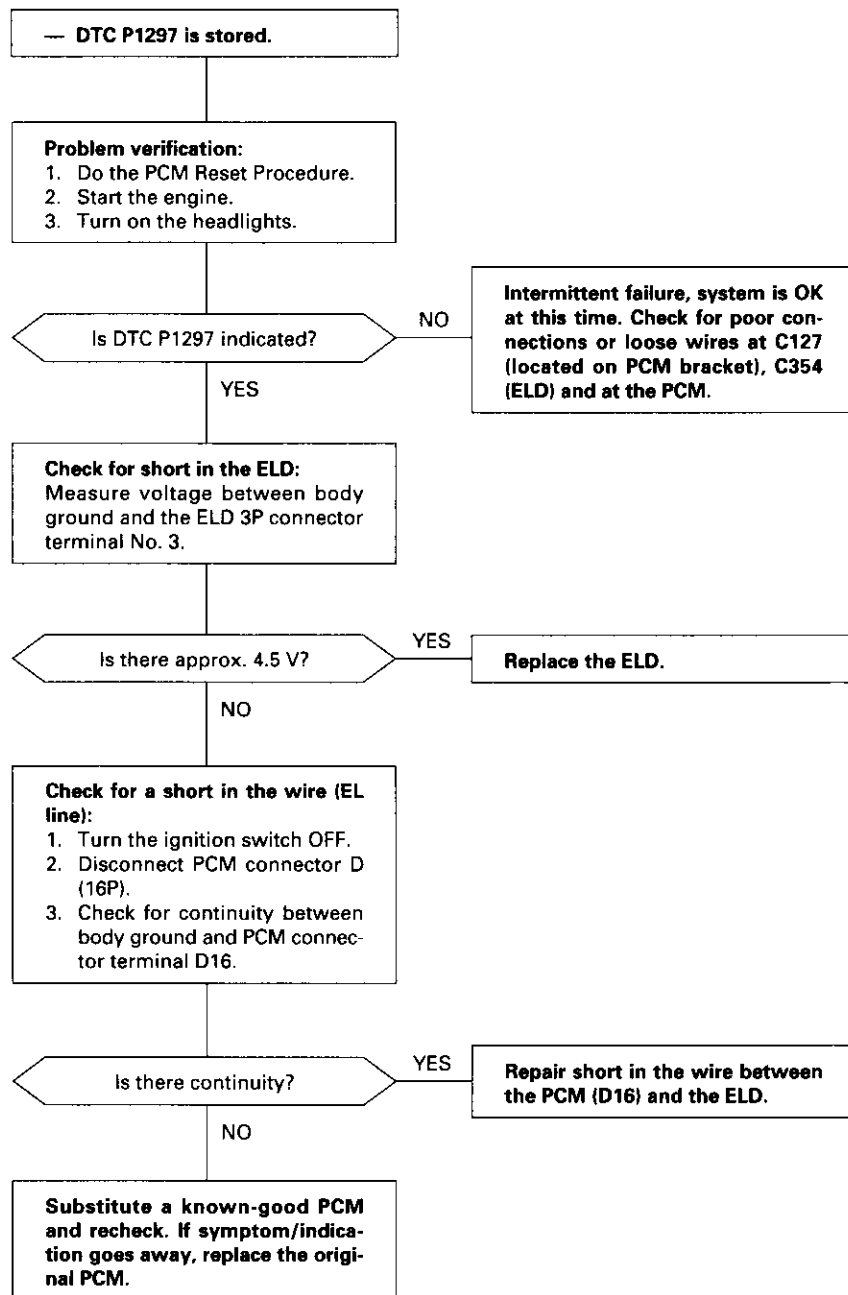 — DTC P1297 is stored.
Problem verification:
1. Do the PCM Reset Procedure.
2. Start the engine.
3. Turn on the headlights.
Is DTC P1297 indicated?
NO
Intermittent failure, system is OK
at this time. Check for poor con-
nections or loose wires at C127
(located on PCM bracket), C354
(ELD) and at the PCM.
YES
Check for short in the ELD:
Measure voltage between body
ground and the ELD 3P connector
terminal No. 3.
Is there approx. 4.5 V?
YES
Replace the ELD.
NO
Check for a short in the wire (EL
line):
1. Turn the ignition switch OFF.
2. Disconnect PCM connector D
(16P).
3. Check for continuity between
body ground and PCM connec-
tor terminal D16.
Is there continuity?
YES
Repair short in the wire between
the PCM (D16) and the ELD.
NO
Substitute a known-good PCM
and recheck. If symptom/indica-
tion goes away, replace the origi-
nal PCM.